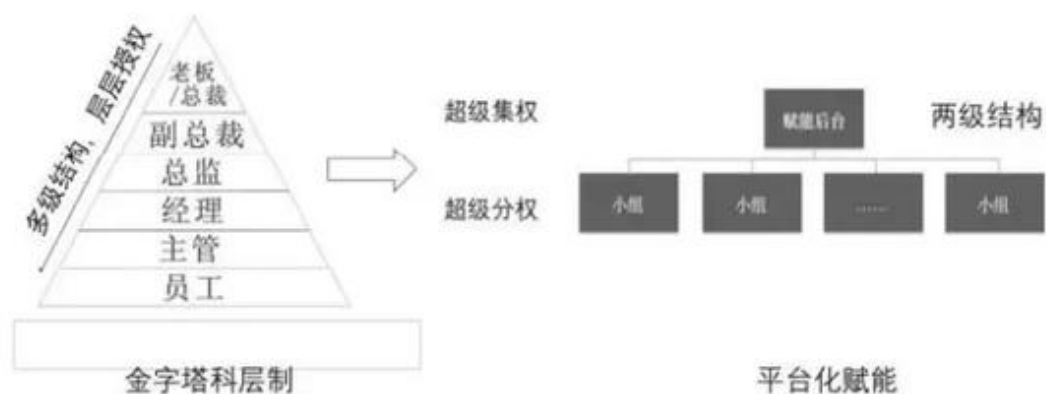 多级结构，层层授权
老板
/总裁
副总裁
总监
经理
主管
员工
金字塔科层制
超级集权
超级分权
赋能后台
两级结构
小组
小组
……
小组
平台化赋能